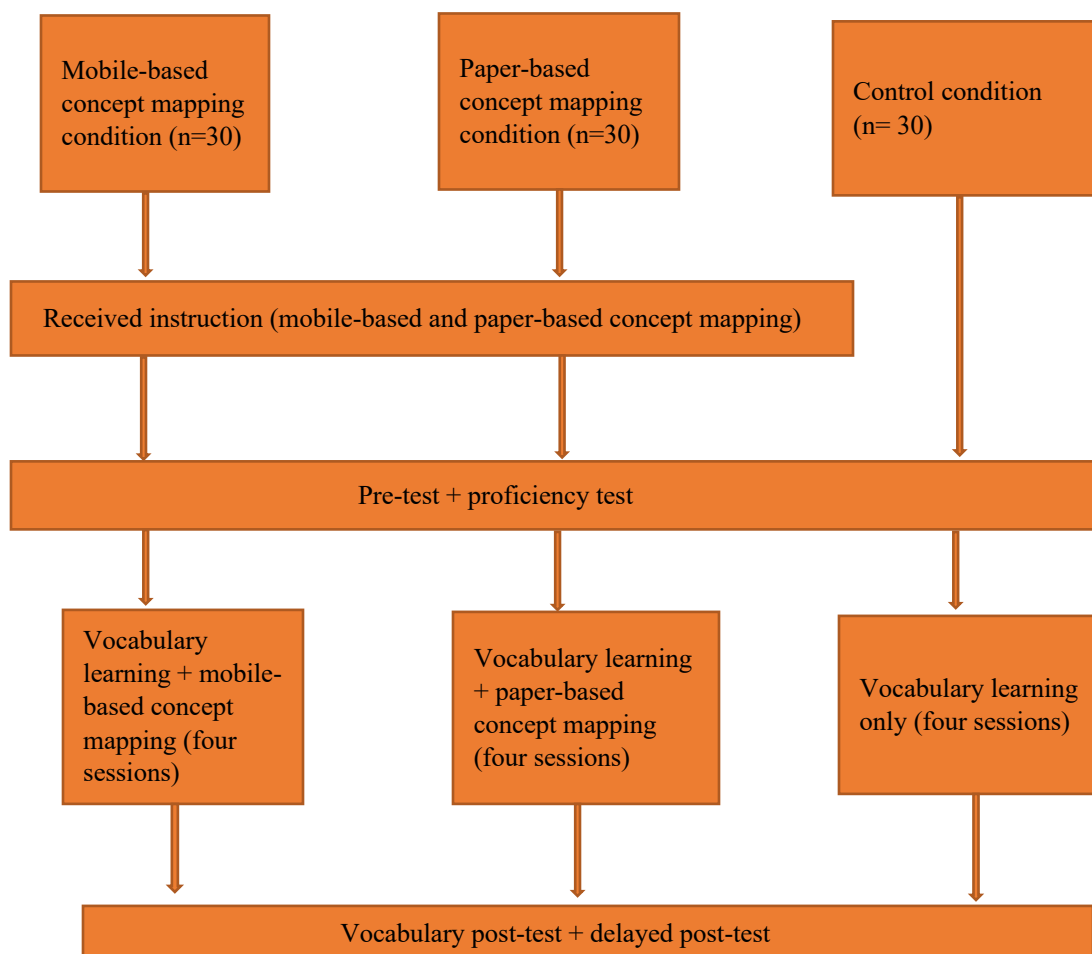 Mobile-based
concept mapping
condition (n=30)
Paper-based
concept mapping
condition (n=30)
Control condition
(n= 30)
Received instruction (mobile-based and paper-based concept mapping)
Pre-test + proficiency test
Vocabulary
learning + mobile-
based concept
mapping (four
sessions)
Vocabulary learning
+ paper-based
concept mapping
(four sessions)
Vocabulary learning
only (four sessions)
Vocabulary post-test + delayed post-test